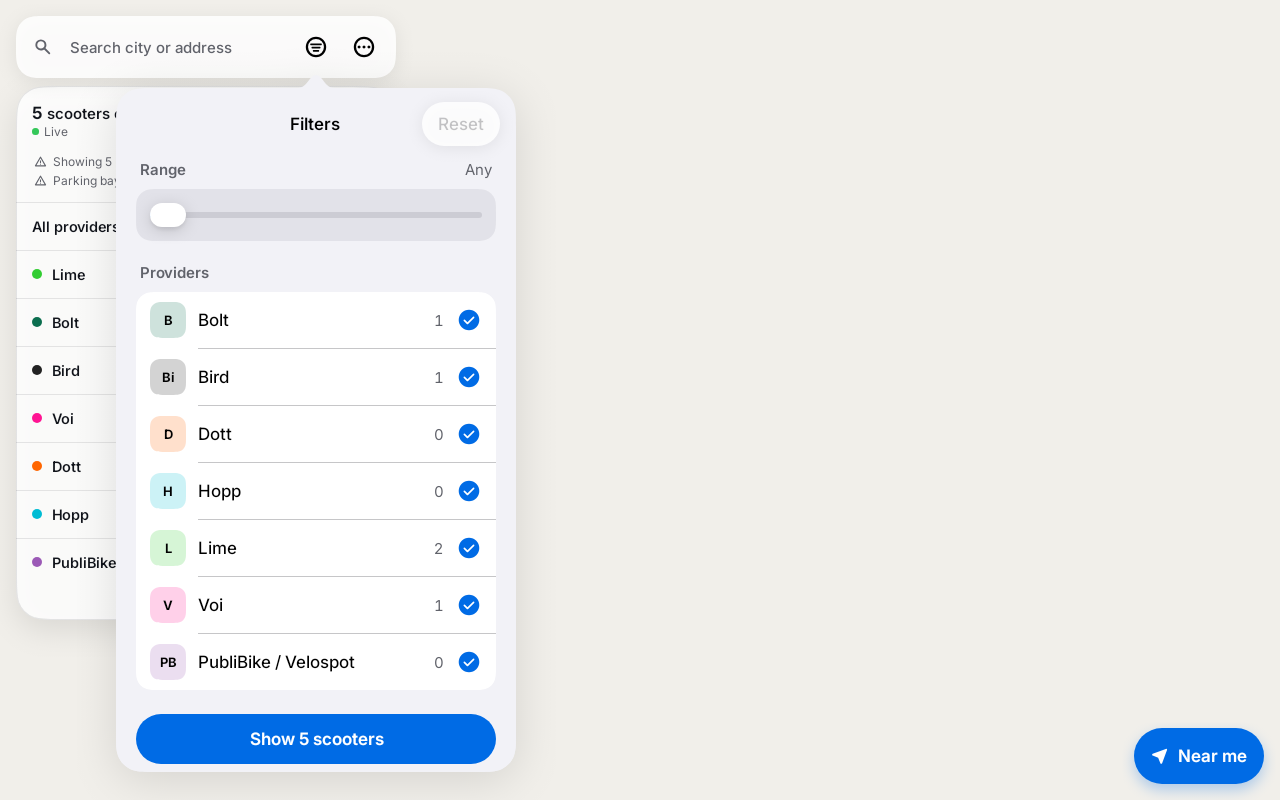 Search city or address
5 scooters
Live
Showing 5
Parking bay
All providers
Lime
Bolt
Bird
Voi
Dott
Hopp
PubliBike
Filters
Reset
Range
Any
Providers
B Bolt 1
Bi Bird 1
D Dott 0
H Hopp 0
L Lime 2
V Voi 1
PB PubliBike / Velospot 0
Show 5 scooters
Near me